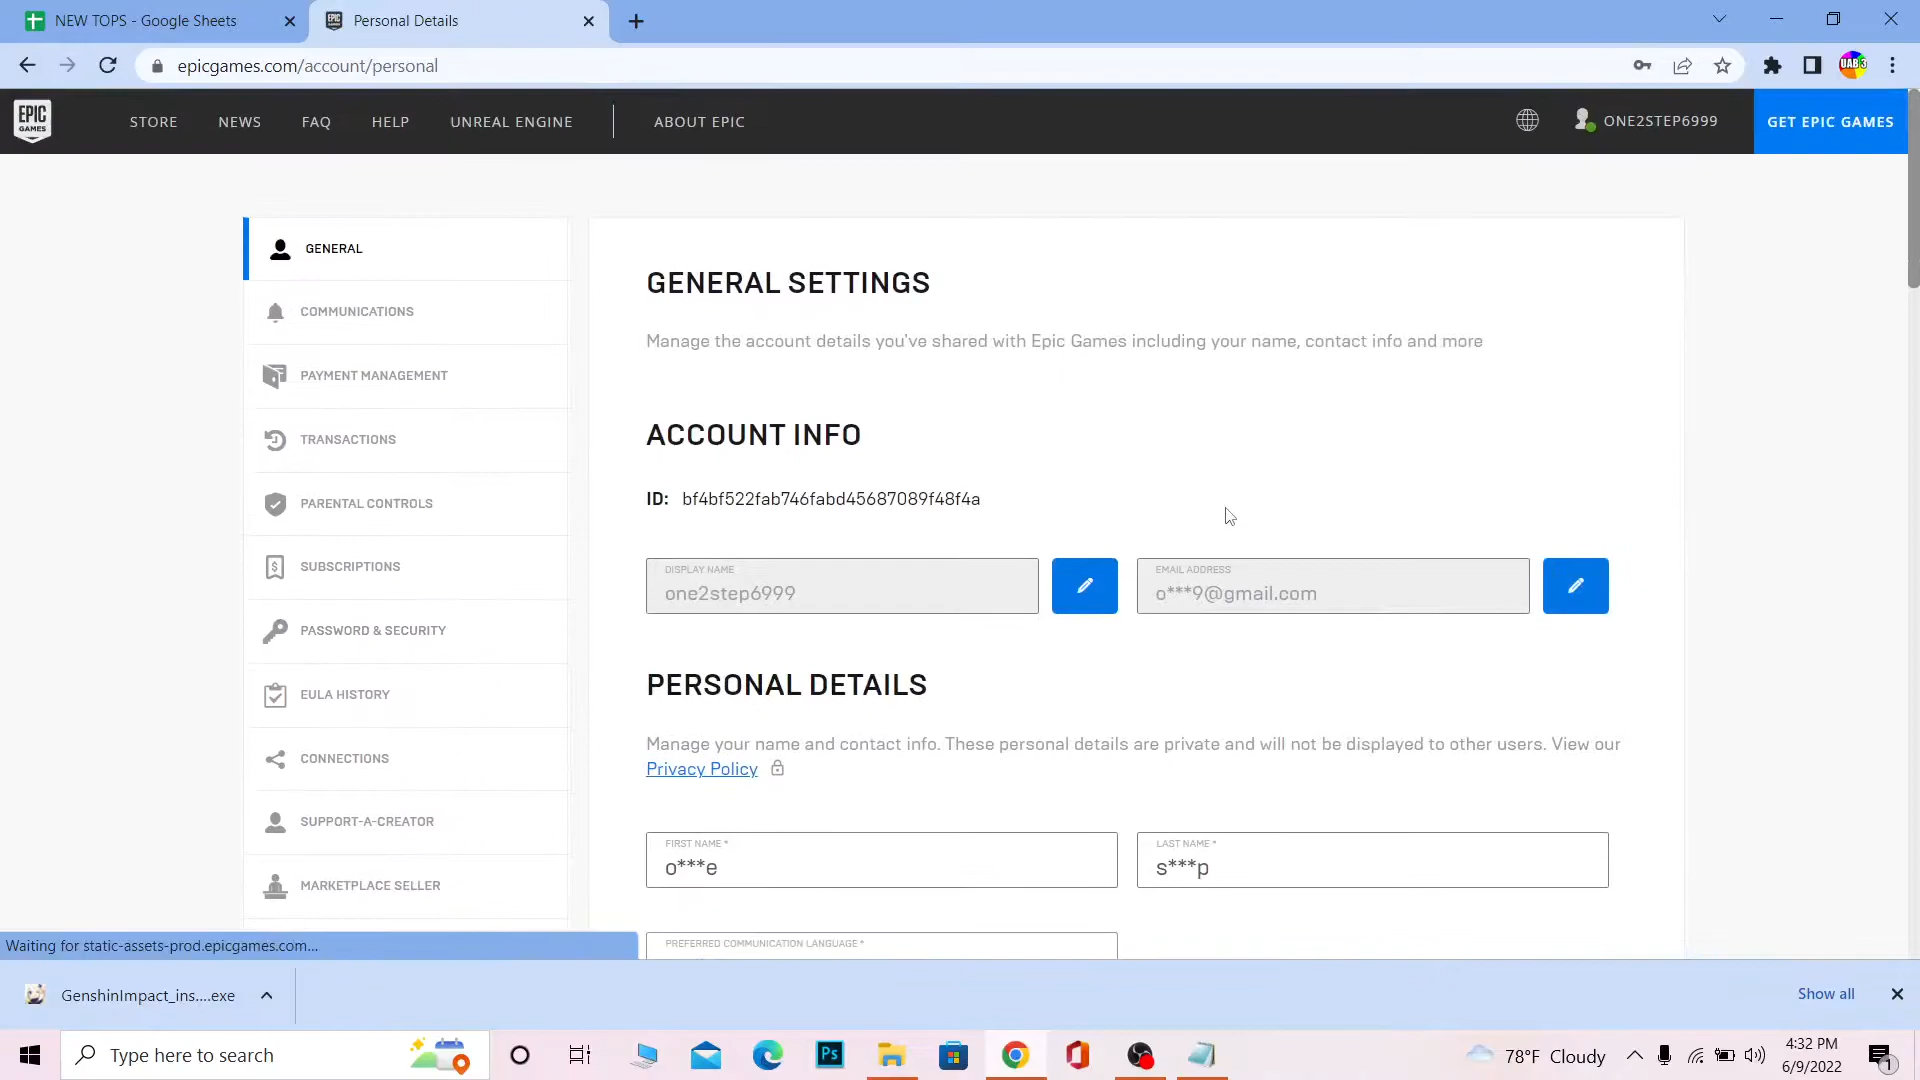 NEW TOPS - Google Sheets
Personal Details
epicgames.com/account/personal
UAB 3
EPIC GAMES
STORE
NEWS
FAQ
HELP
UNREAL ENGINE
ABOUT EPIC
ONE2STEP6999
GET EPIC GAMES
GENERAL
COMMUNICATIONS
PAYMENT MANAGEMENT
TRANSACTIONS
PARENTAL CONTROLS
SUBSCRIPTIONS
PASSWORD & SECURITY
EULA HISTORY
CONNECTIONS
SUPPORT-A-CREATOR
MARKETPLACE SELLER
GENERAL SETTINGS
Manage the account details you've shared with Epic Games including your name, contact info and more
ACCOUNT INFO
ID: bf4bf522fab746fabd45687089f48f4a
DISPLAY NAME
one2step6999
EMAIL ADDRESS
o***9@gmail.com
PERSONAL DETAILS
Manage your name and contact info. These personal details are private and will not be displayed to other users. View our
Privacy Policy
FIRST NAME *
o***e
LAST NAME *
s***p
PREFERRED COMMUNICATION LANGUAGE *
Waiting for static-assets-prod.epicgames.com...
GenshinImpact_ins....exe
Show all
Type here to search
Ps
78°F Cloudy
4:32 PM
6/9/2022
1